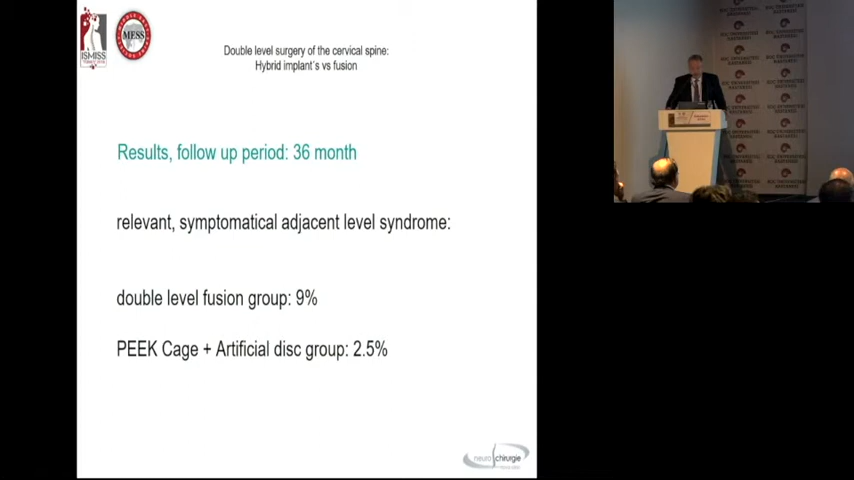 ISMISS
MESS
Double level surgery of the cervical spine:
Hybrid implant´s vs fusion
Results, follow up period: 36 month
relevant, symptomatical adjacent level syndrome:
double level fusion group: 9%
PEEK Cage + Artificial disc group: 2.5%
neurochirurgie